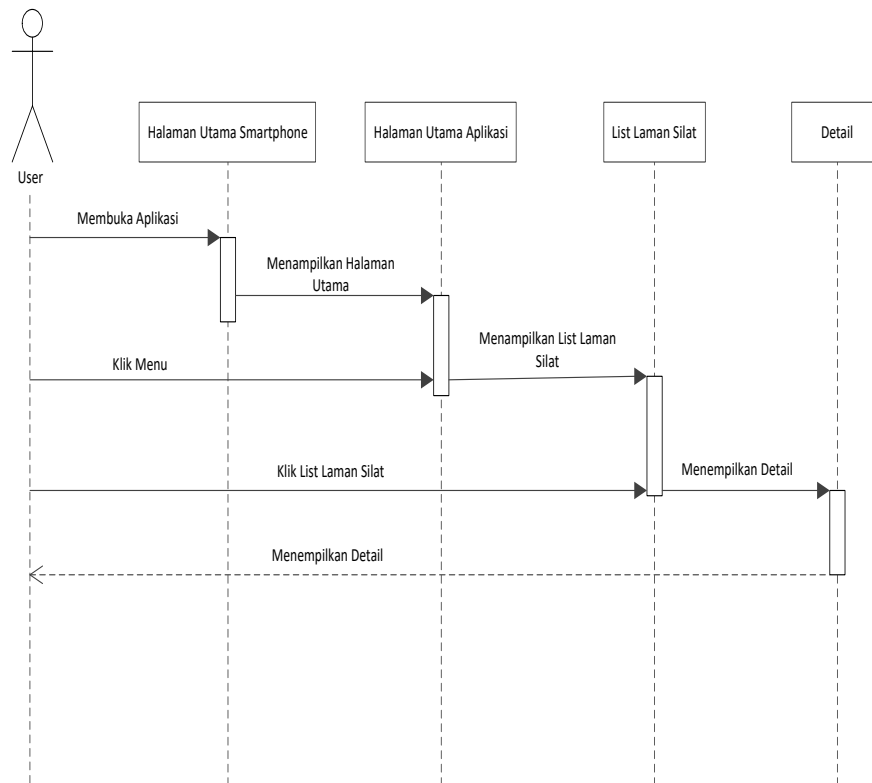 User
Halaman Utama Smartphone
Halaman Utama Aplikasi
List Laman Silat
Detail
Membuka Aplikasi
Menampilkan Halaman
Utama
Klik Menu
Menampilkan List Laman
Silat
Klik List Laman Silat
Menempilkan Detail
Menempilkan Detail